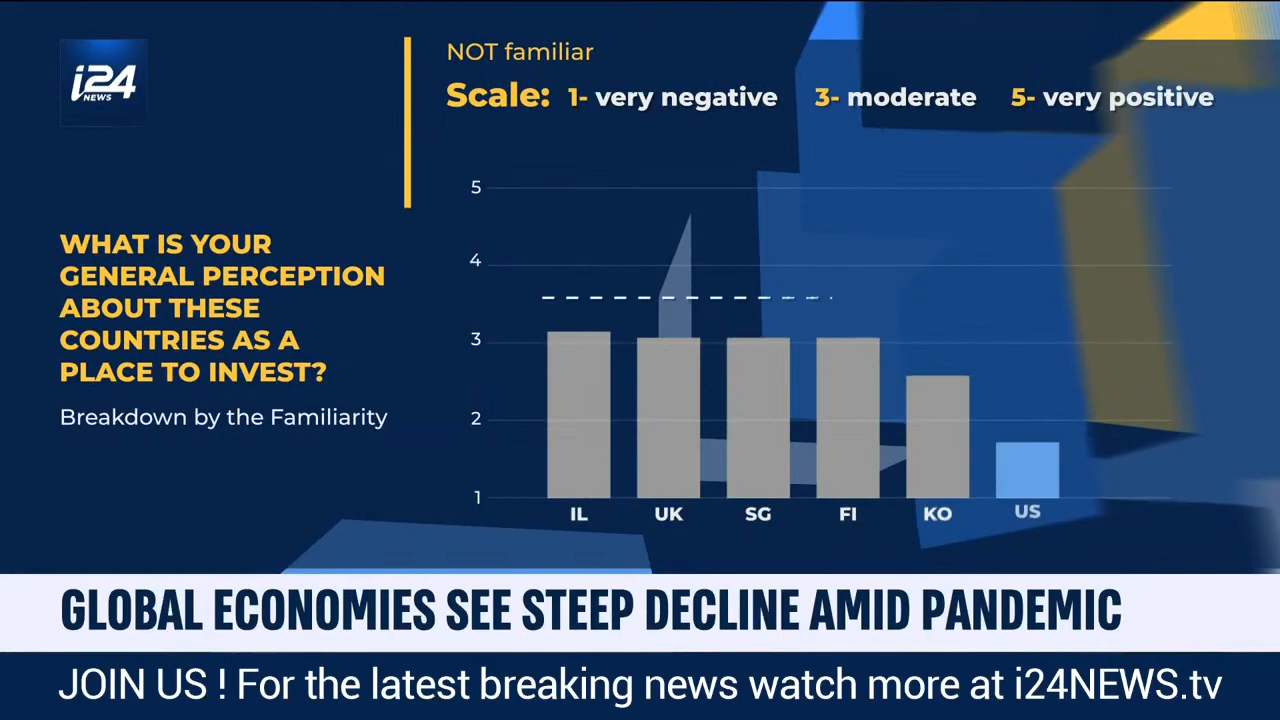 i24
NEWS
NOT familiar
Scale: 1- very negative 3- moderate 5- very positive
WHAT IS YOUR
GENERAL PERCEPTION
ABOUT THESE
COUNTRIES AS A
PLACE TO INVEST?
Breakdown by the Familiarity
5
4
3
2
1
IL UK SG FI KO US
GLOBAL ECONOMIES SEE STEEP DECLINE AMID PANDEMIC
JOIN US ! For the latest breaking news watch more at i24NEWS.tv